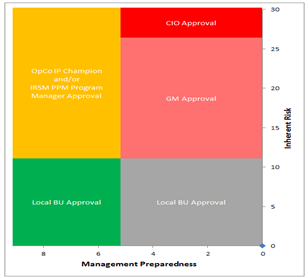 CIO Approval
OpCo IP Champion
and/or
IRSM PPM Program
Manager Approval
GM Approval
Local BU Approval
Local BU Approval
30
25
20
15
10
5
0
Inherent Risk
8
6
4
2
0
Management Preparedness